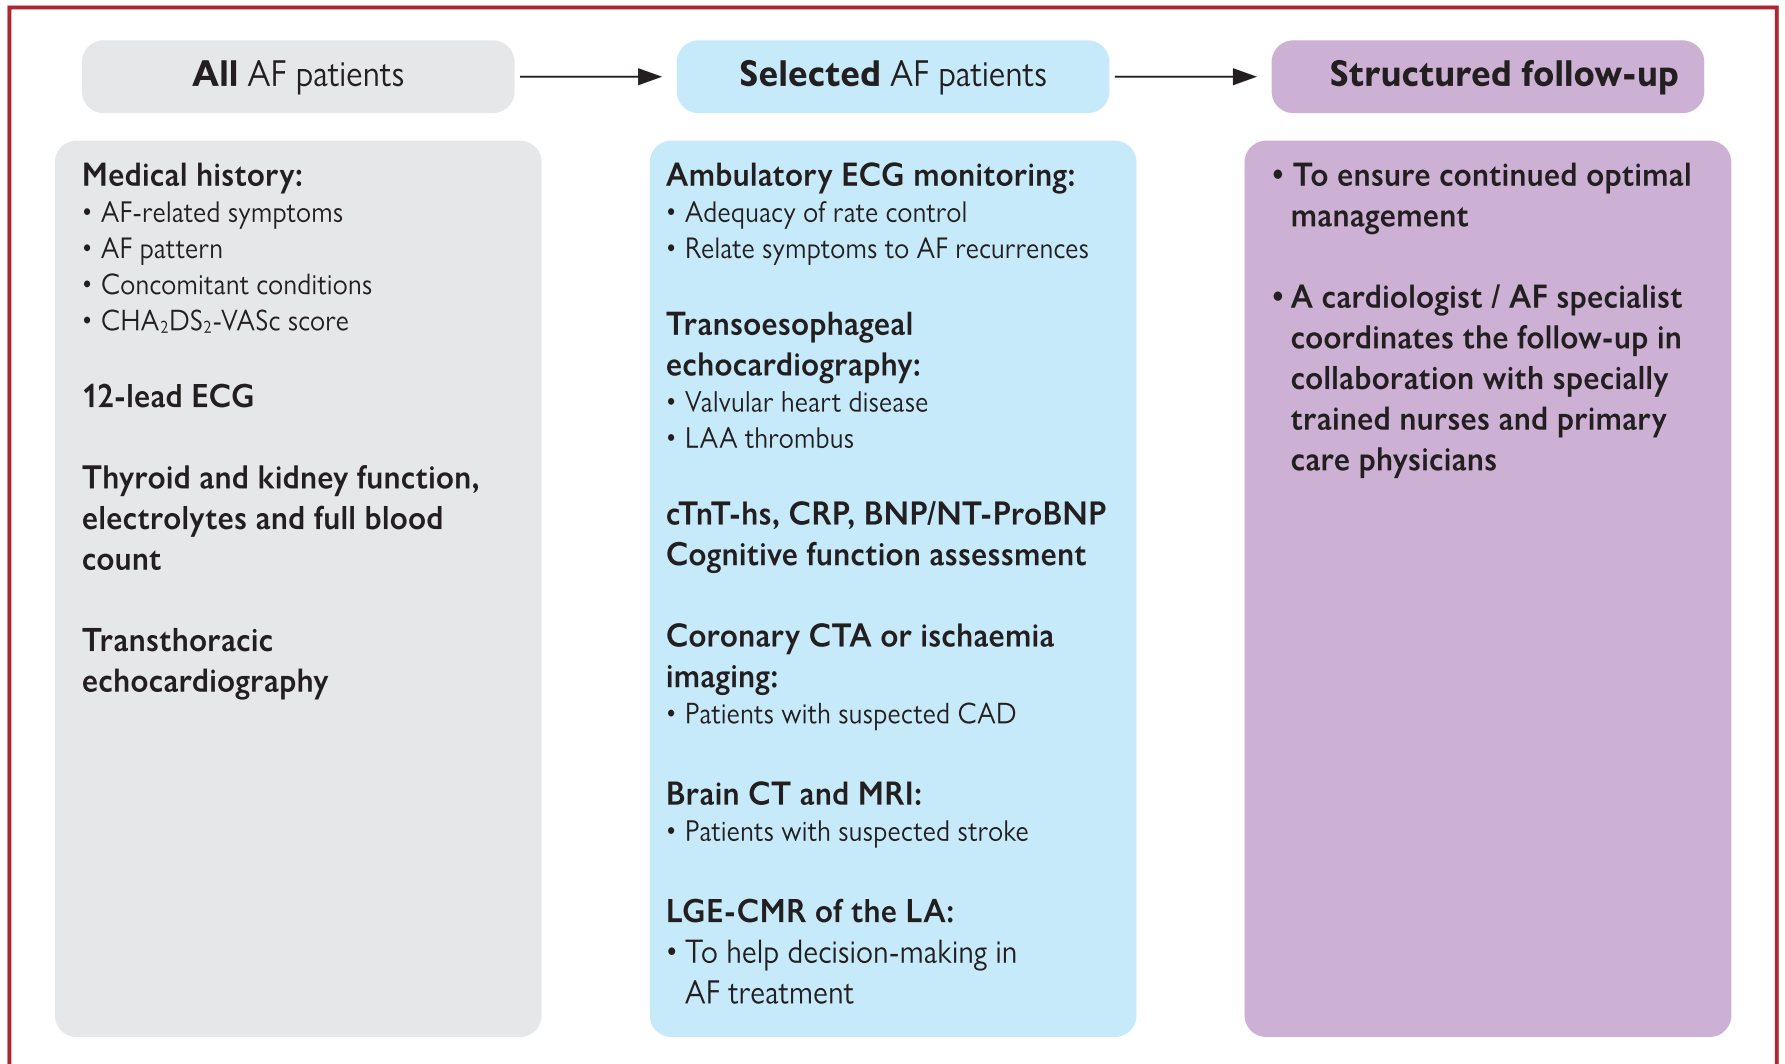 All AF patients
Selected AF patients
Structured follow-up
Medical history:
• AF-related symptoms
• AF pattern
• Concomitant conditions
• CHA₂DS₂-VASc score
12-lead ECG
Thyroid and kidney function,
electrolytes and full blood
count
Transthoracic
echocardiography
Ambulatory ECG monitoring:
• Adequacy of rate control
• Relate symptoms to AF recurrences
Transoesophageal
echocardiography:
• Valvular heart disease
• LAA thrombus
cTnT-hs, CRP, BNP/NT-ProBNP
Cognitive function assessment
Coronary CTA or ischaemia
imaging:
• Patients with suspected CAD
Brain CT and MRI:
• Patients with suspected stroke
LGE-CMR of the LA:
• To help decision-making in
AF treatment
• To ensure continued optimal
management
• A cardiologist / AF specialist
coordinates the follow-up in
collaboration with specially
trained nurses and primary
care physicians